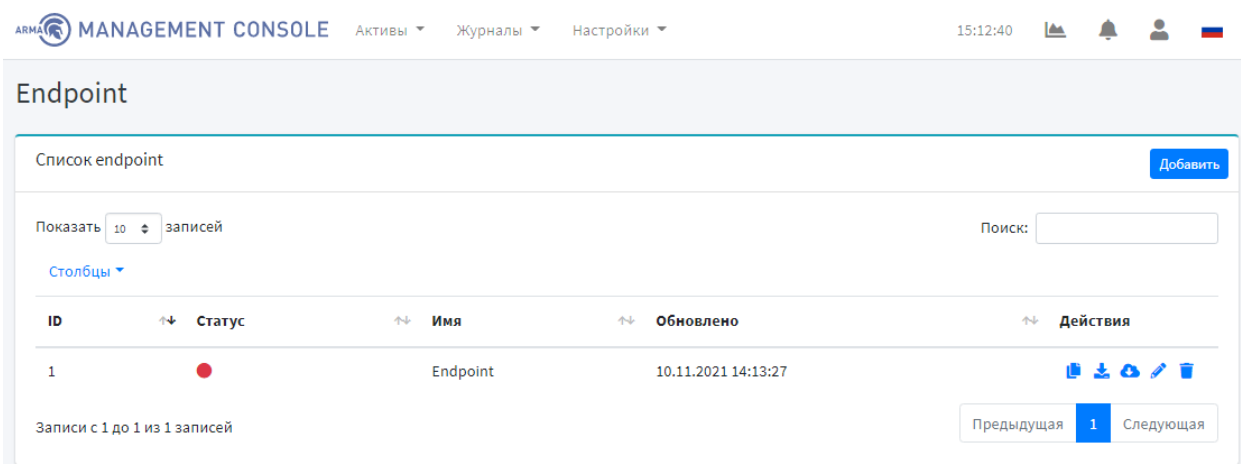 ARMA MANAGEMENT CONSOLE Активы Журналы Настройки 15:12:40
Endpoint
Список endpoint Добавить
Показать 10 записей Поиск:
Столбцы
ID Статус Имя Обновлено Действия
1 Endpoint 10.11.2021 14:13:27
Записи с 1 до 1 из 1 записей Предыдущая 1 Следующая